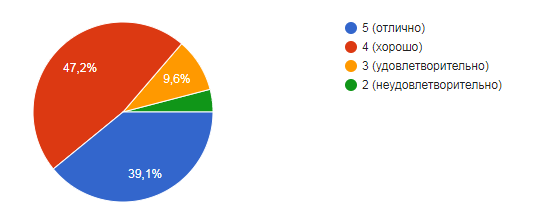 47,2%
9,6%
39,1%
5 (отлично)
4 (хорошо)
3 (удовлетворительно)
2 (неудовлетворительно)